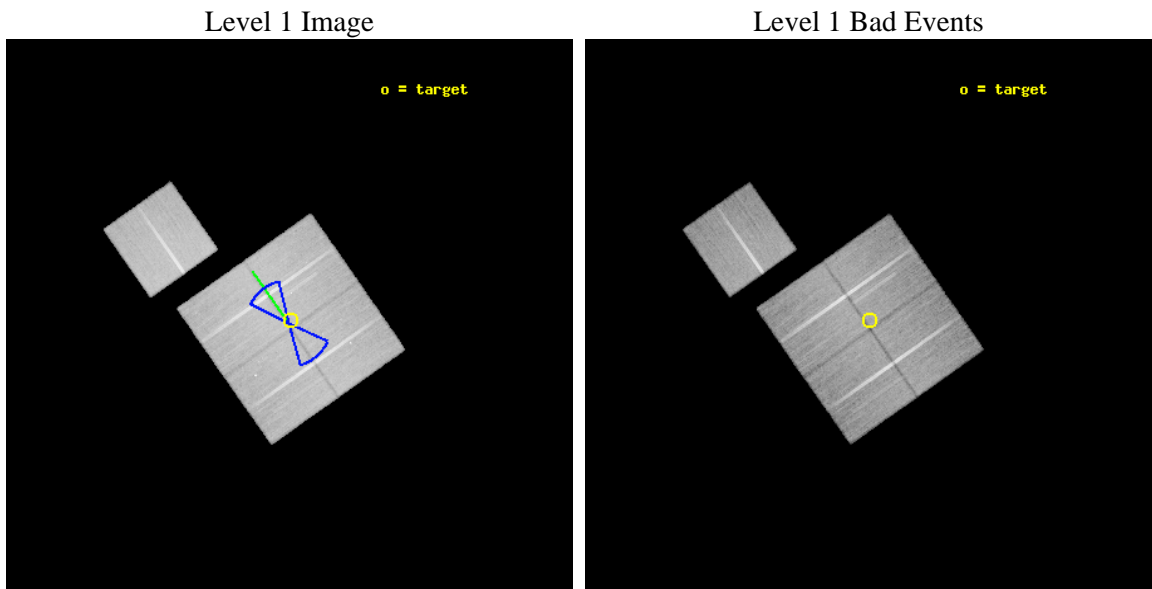 Level 1 Image
Level 1 Bad Events
o = target
o = target